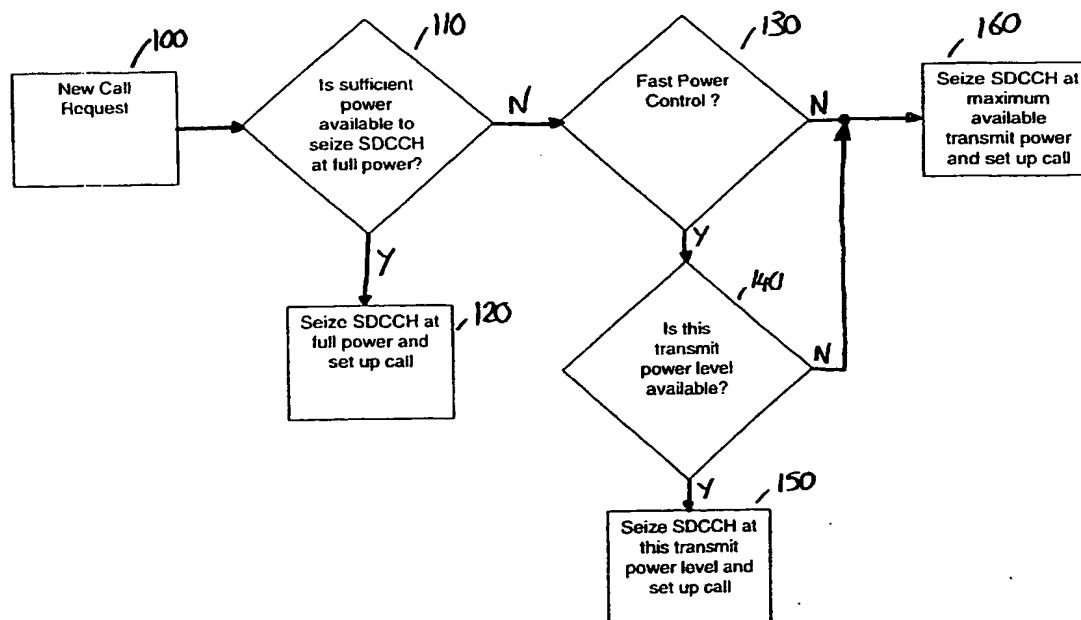 100
New Call
Request
110
Is sufficient
power
available to
seize SDCCH
at full power?
N
Y
120
Seize SDCCH at
full power and
set up call
130
Fast Power
Control ?
N
Y
140
Is this
transmit
power level
available?
N
Y
150
Seize SDCCH at
this transmit
power level and
set up call
160
Seize SDCCH at
maximum
available
transmit power
and set up call